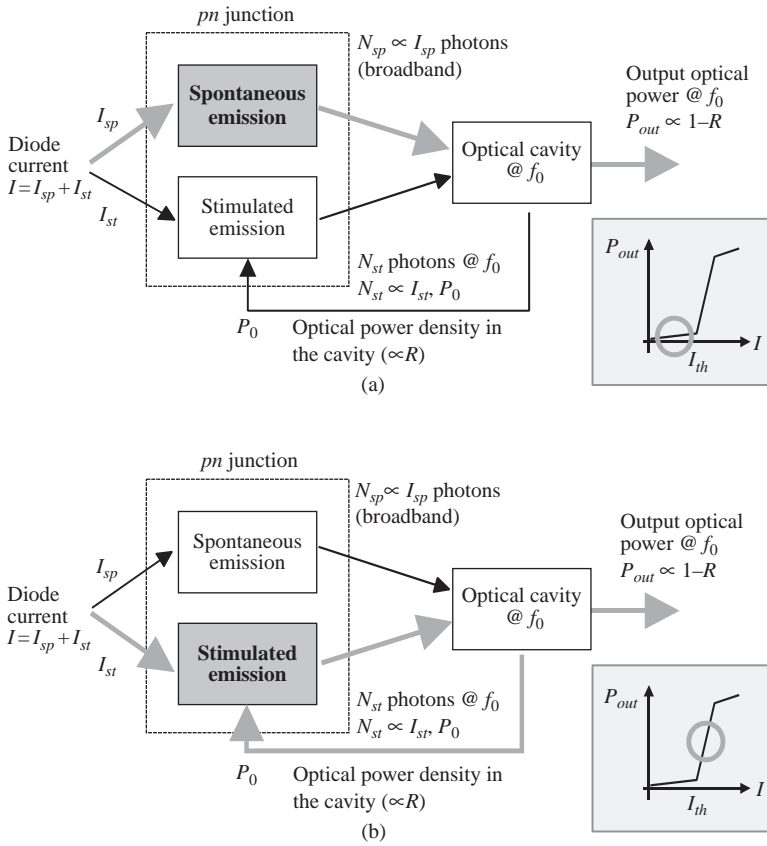 pn junction
N_sp ∝ I_sp photons
(broadband)
Spontaneous
emission
I_sp
Diode
current
I = I_sp + I_st
I_st
Stimulated
emission
Optical cavity
@ f_0
Output optical
power @ f_0
P_out ∝ 1–R
N_st photons @ f_0
N_st ∝ I_st, P_0
P_0
Optical power density in
the cavity (∝R)
P_out
I_th
I
(a)
pn junction
N_sp ∝ I_sp photons
(broadband)
Spontaneous
emission
I_sp
Diode
current
I = I_sp + I_st
I_st
Stimulated
emission
Optical cavity
@ f_0
Output optical
power @ f_0
P_out ∝ 1–R
N_st photons @ f_0
N_st ∝ I_st, P_0
P_0
Optical power density in
the cavity (∝R)
P_out
I_th
I
(b)